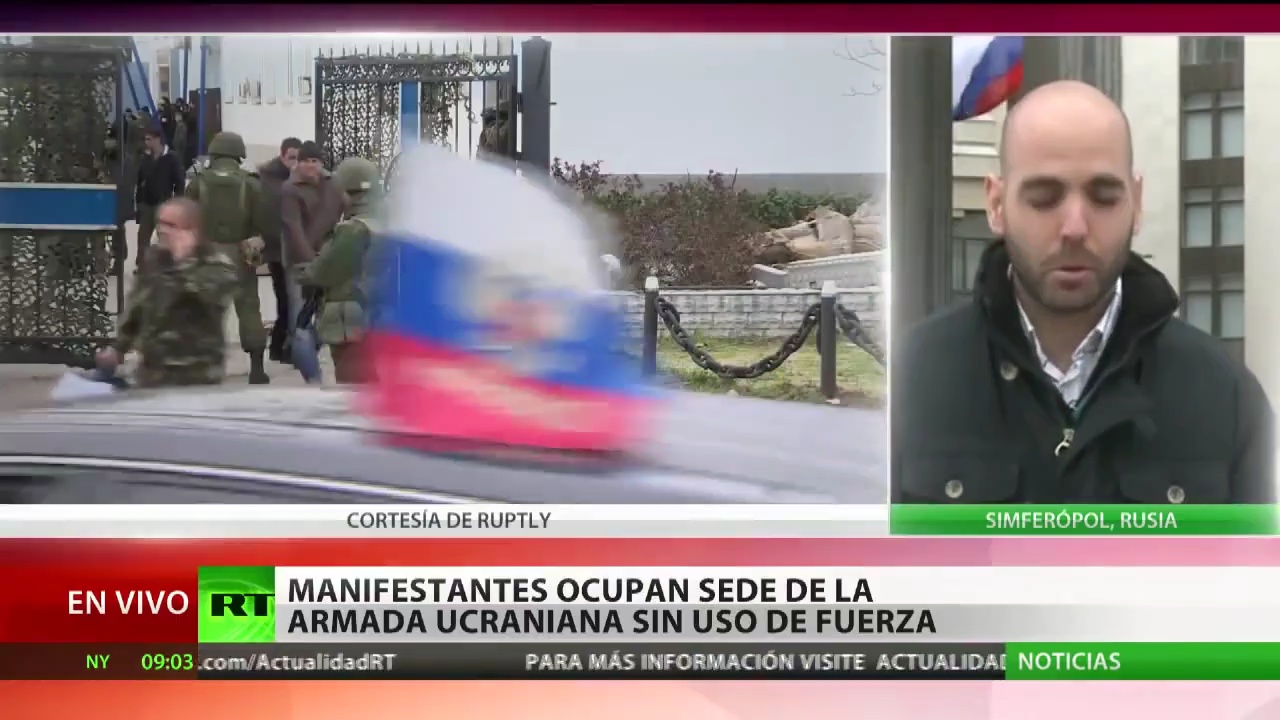 CORTESÍA DE RUPTLY
SIMFERÓPOL, RUSIA
EN VIVO
RT
MANIFESTANTES OCUPAN SEDE DE LA
ARMADA UCRANIANA SIN USO DE FUERZA
NY 09:03
.com/ActualidadRT PARA MÁS INFORMACIÓN VISITE ACTUALIDAD
NOTICIAS